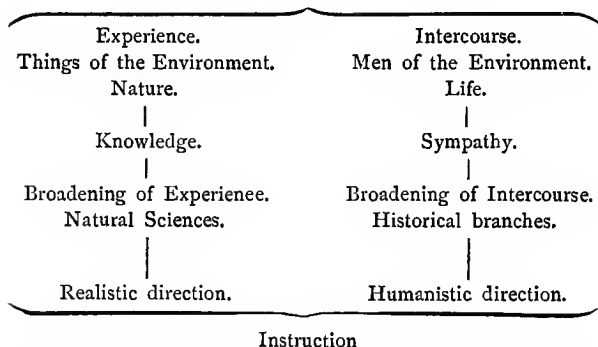 Experience.
Things of the Environment.
Nature.
Knowledge.
Broadening of Experienee.
Natural Sciences.
Realistic direction.
Intercourse.
Men of the Environment.
Life.
Sympathy.
Broadening of Intercourse.
Historical branches.
Humanistic direction.
Instruction